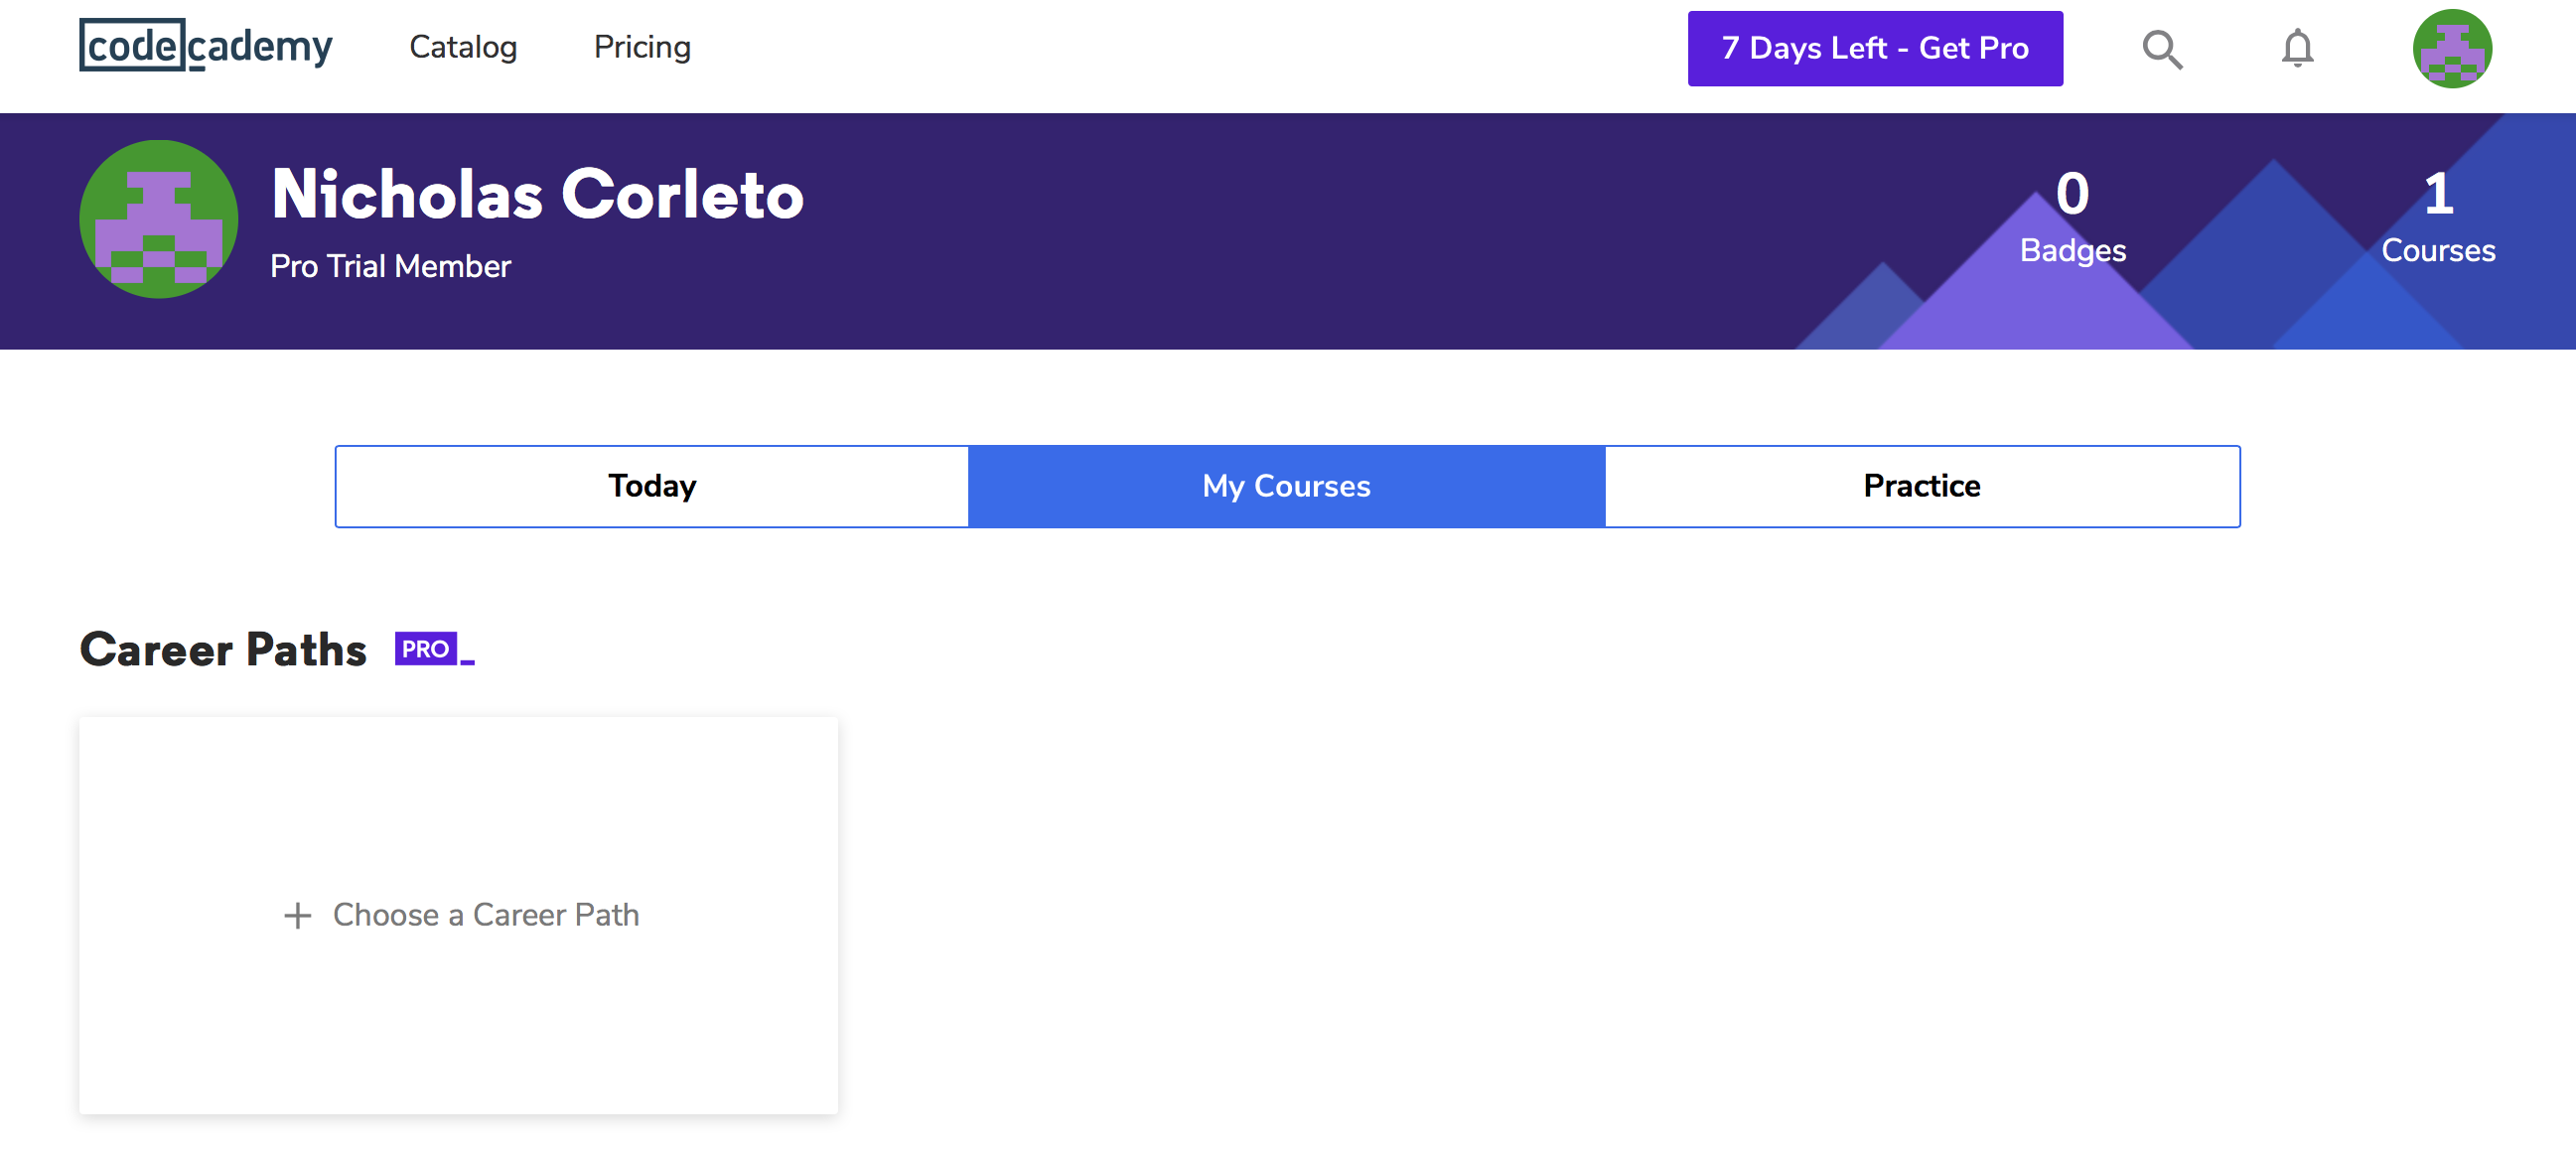 codecademy Catalog Pricing 7 Days Left - Get Pro
Nicholas Corleto
Pro Trial Member
0
Badges
1
Courses
Today My Courses Practice
Career Paths PRO_
+ Choose a Career Path